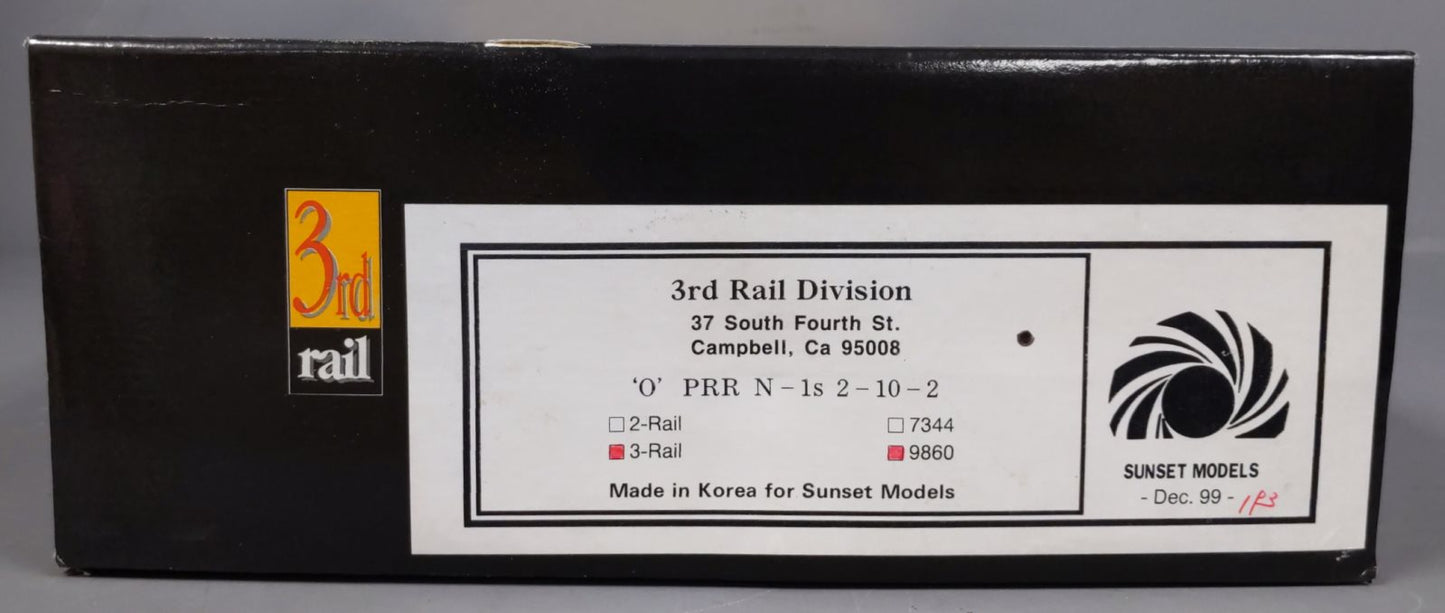 3rd
rail
3rd Rail Division
37 South Fourth St.
Campbell, Ca 95008
‘O’ PRR N-1s 2-10-2
2-Rail 7344
3-Rail 9860
Made in Korea for Sunset Models
SUNSET MODELS
- Dec. 99 -